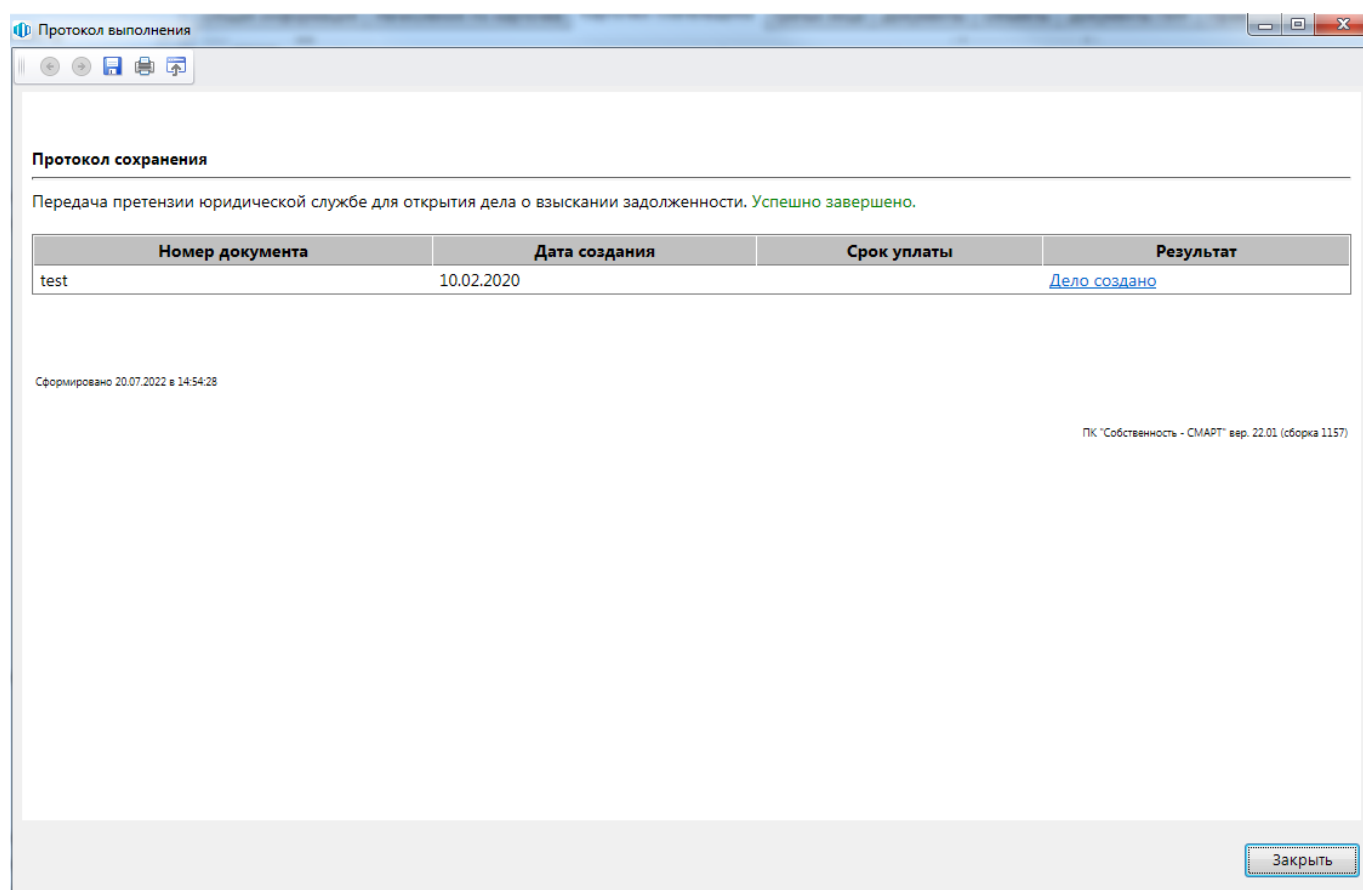 Протокол выполнения
Протокол сохранения
Передача претензии юридической службе для открытия дела о взыскании задолженности. Успешно завершено.
Номер документа Дата создания Срок уплаты Результат
test 10.02.2020 Дело создано
Сформировано 20.07.2022 в 14:54:28
ПК "Собственность - СМАРТ" вер. 22.01 (сборка 1157)
Закрыть